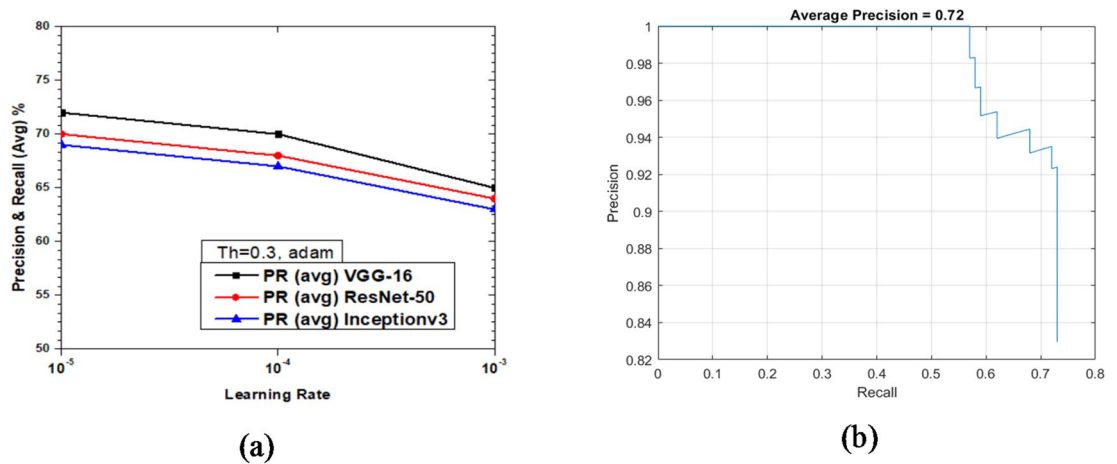 80
75
70
65
60
55
50
Precision & Recall (Avg) %
Th=0.3, adam
PR (avg) VGG-16
PR (avg) ResNet-50
PR (avg) Inceptionv3
10-5
10-4
10-3
Learning Rate
(a)
Average Precision = 0.72
1
0.98
0.96
0.94
0.92
0.9
0.88
0.86
0.84
0.82
Precision
0 0.1 0.2 0.3 0.4 0.5 0.6 0.7 0.8
Recall
(b)